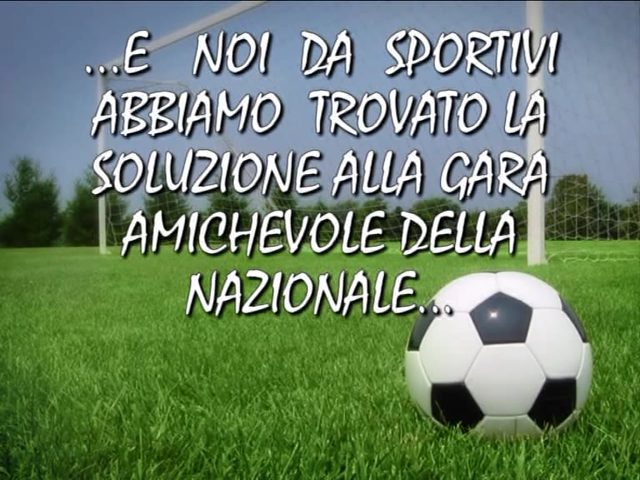 ...E NOI DA SPORTIVI
ABBIAMO TROVATO LA
SOLUZIONE ALLA GARA
AMICHEVOLE DELLA
NAZIONALE...